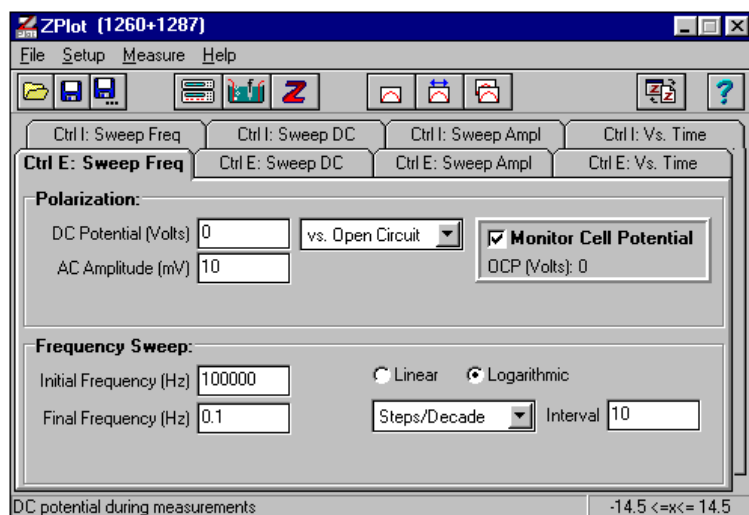 ZPlot (1260+1287)
File Setup Measure Help
Ctrl I: Sweep Freq Ctrl I: Sweep DC Ctrl I: Sweep Ampl Ctrl I: Vs. Time
Ctrl E: Sweep Freq Ctrl E: Sweep DC Ctrl E: Sweep Ampl Ctrl E: Vs. Time
Polarization:
DC Potential (Volts) 0 vs. Open Circuit Monitor Cell Potential
AC Amplitude (mV) 10 OCP (Volts): 0
Frequency Sweep:
Initial Frequency (Hz) 100000 Linear Logarithmic
Final Frequency (Hz) 0.1 Steps/Decade Interval 10
DC potential during measurements -14.5 <=x<= 14.5